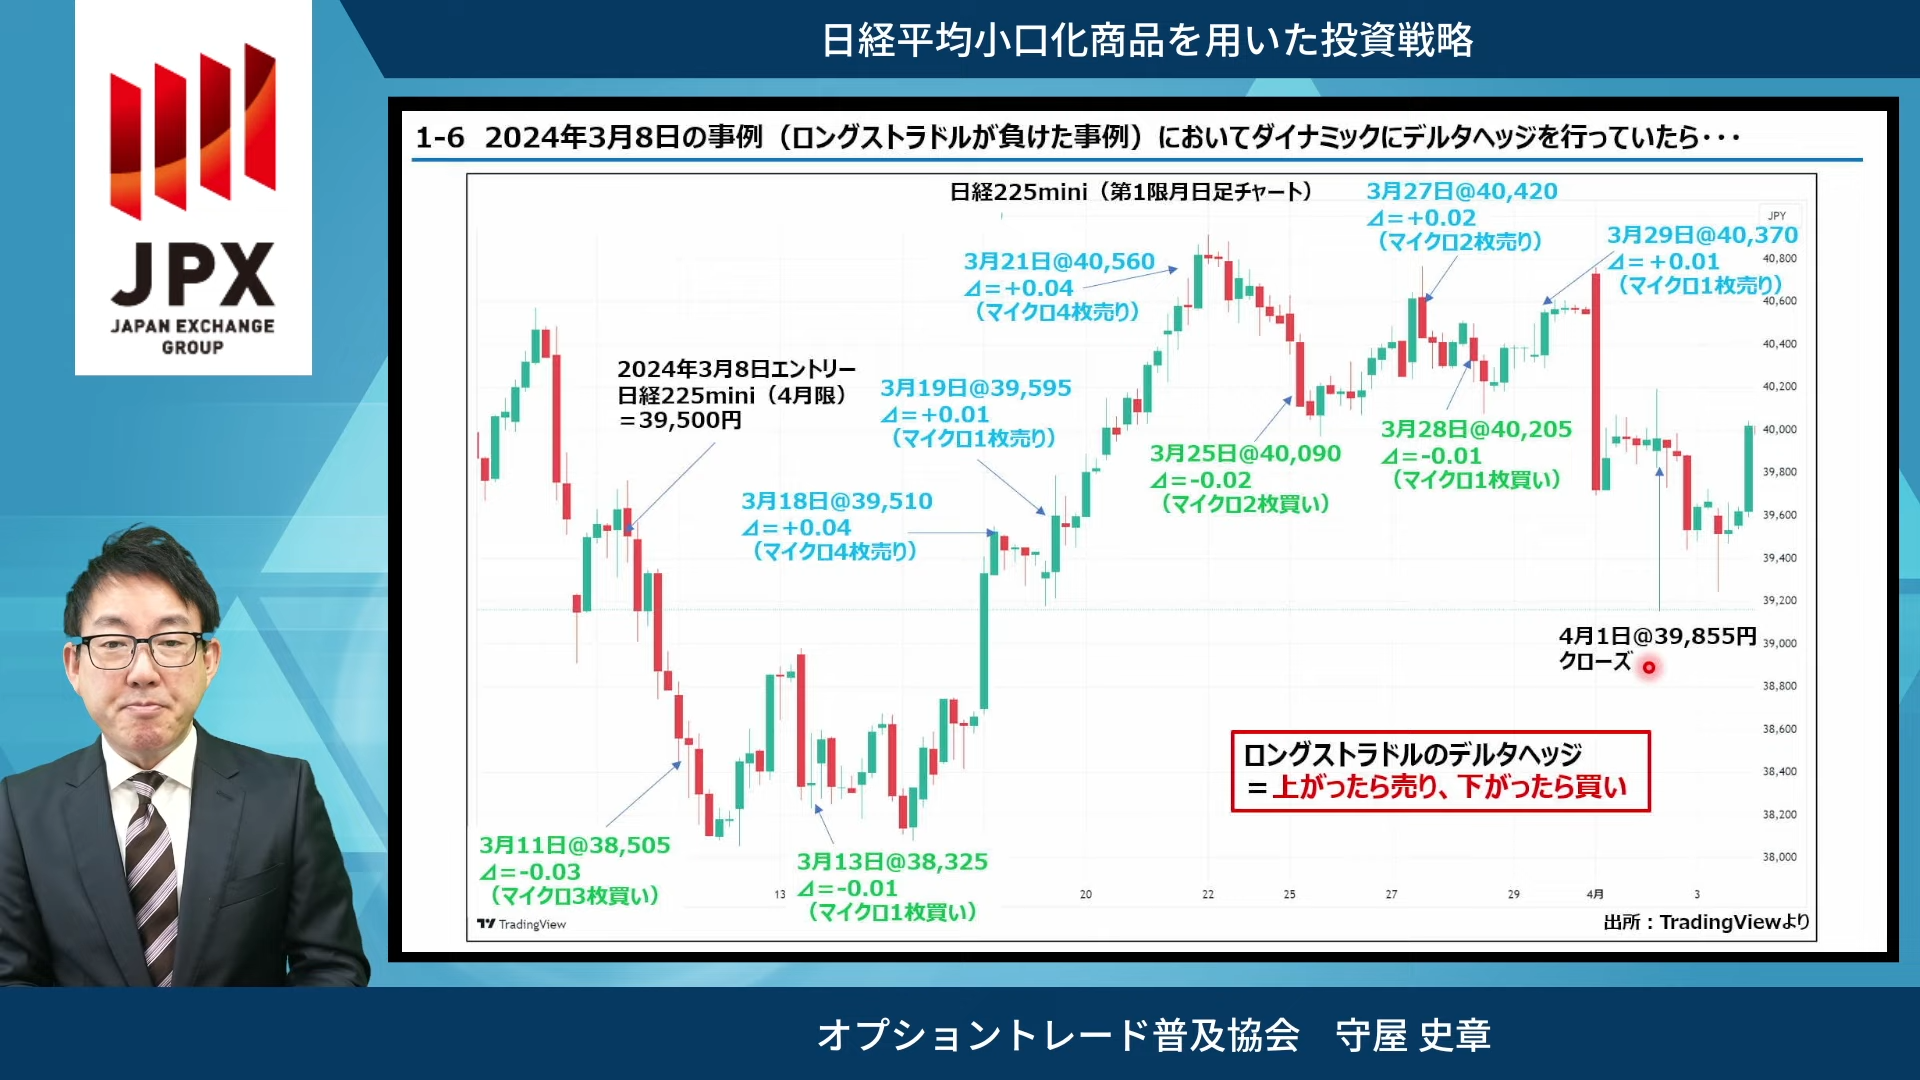 日経平均小口化商品を用いた投資戦略
JPX
JAPAN EXCHANGE
GROUP
1-6 2024年3月8日の事例（ロングストラドルが負けた事例）においてダイナミックにデルタヘッジを行っていたら･･･
日経225mini（第1限月日足チャート）
3月27日@40,420
⊿＝+0.02
（マイクロ2枚売り）
JPY
3月29日@40,370
⊿＝+0.01
（マイクロ1枚売り）
3月21日@40,560
⊿＝+0.04
（マイクロ4枚売り）
2024年3月8日エントリー
日経225mini（4月限）
＝39,500円
3月19日@39,595
⊿＝+0.01
（マイクロ1枚売り）
3月25日@40,090
⊿＝-0.02
（マイクロ2枚買い）
3月28日@40,205
⊿＝-0.01
（マイクロ1枚買い）
3月18日@39,510
⊿＝+0.04
（マイクロ4枚売り）
40,800
40,600
40,400
40,200
40,000
39,800
39,600
39,400
39,200
39,000
38,800
38,600
38,400
38,200
38,000
4月1日@39,855円
クローズ
ロングストラドルのデルタヘッジ
＝上がったら売り、下がったら買い
3月11日@38,505
⊿＝-0.03
（マイクロ3枚買い）
3月13日@38,325
⊿＝-0.01
（マイクロ1枚買い）
13 20 22 25 27 29 4月 3
TradingView
出所：TradingViewより
オプショントレード普及協会 守屋 史章